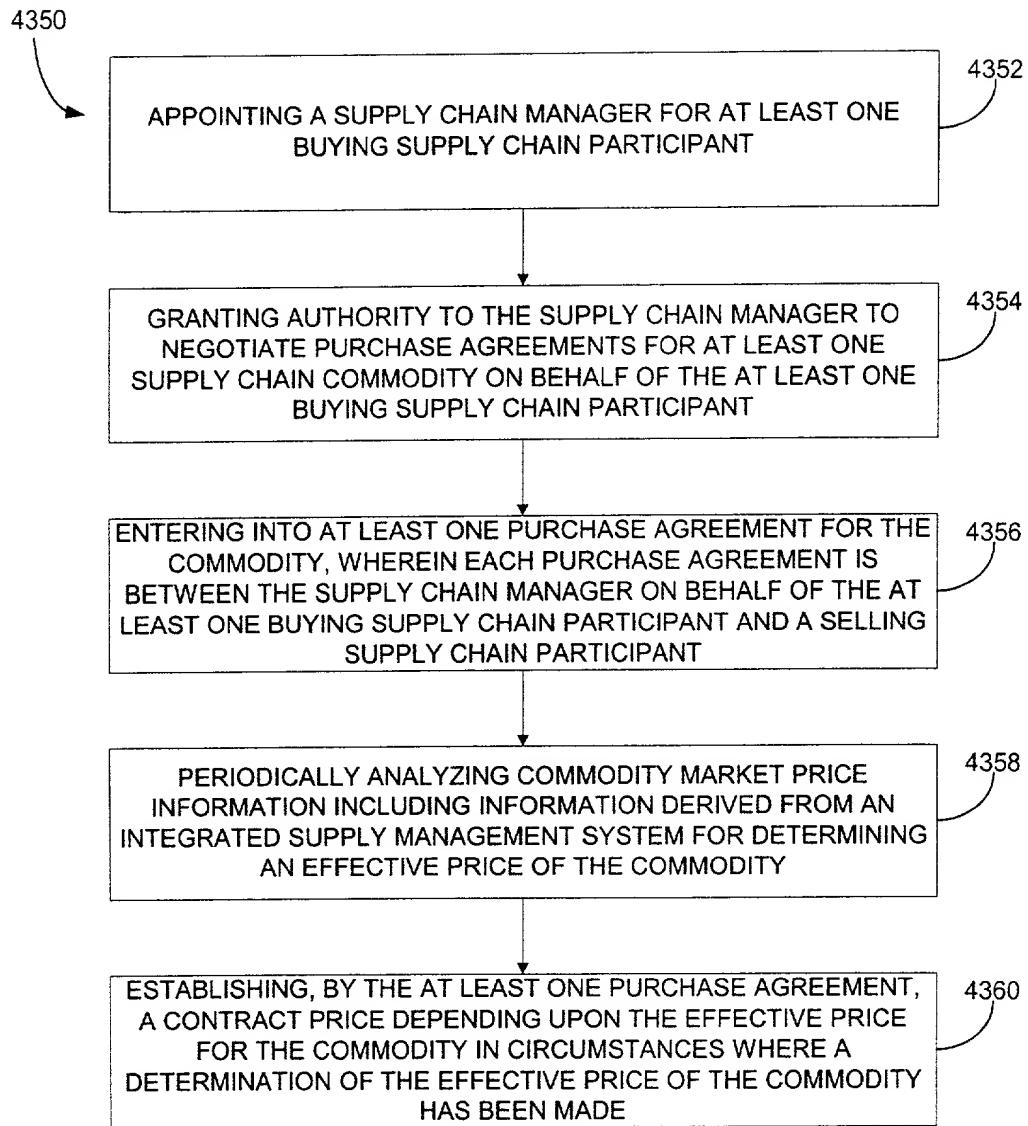 4350
APPOINTING A SUPPLY CHAIN MANAGER FOR AT LEAST ONE
BUYING SUPPLY CHAIN PARTICIPANT
4352
GRANTING AUTHORITY TO THE SUPPLY CHAIN MANAGER TO
NEGOTIATE PURCHASE AGREEMENTS FOR AT LEAST ONE
SUPPLY CHAIN COMMODITY ON BEHALF OF THE AT LEAST ONE
BUYING SUPPLY CHAIN PARTICIPANT
4354
ENTERING INTO AT LEAST ONE PURCHASE AGREEMENT FOR THE
COMMODITY, WHEREIN EACH PURCHASE AGREEMENT IS
BETWEEN THE SUPPLY CHAIN MANAGER ON BEHALF OF THE AT
LEAST ONE BUYING SUPPLY CHAIN PARTICIPANT AND A SELLING
SUPPLY CHAIN PARTICIPANT
4356
PERIODICALLY ANALYZING COMMODITY MARKET PRICE
INFORMATION INCLUDING INFORMATION DERIVED FROM AN
INTEGRATED SUPPLY MANAGEMENT SYSTEM FOR DETERMINING
AN EFFECTIVE PRICE OF THE COMMODITY
4358
ESTABLISHING, BY THE AT LEAST ONE PURCHASE AGREEMENT,
A CONTRACT PRICE DEPENDING UPON THE EFFECTIVE PRICE
FOR THE COMMODITY IN CIRCUMSTANCES WHERE A
DETERMINATION OF THE EFFECTIVE PRICE OF THE COMMODITY
HAS BEEN MADE
4360